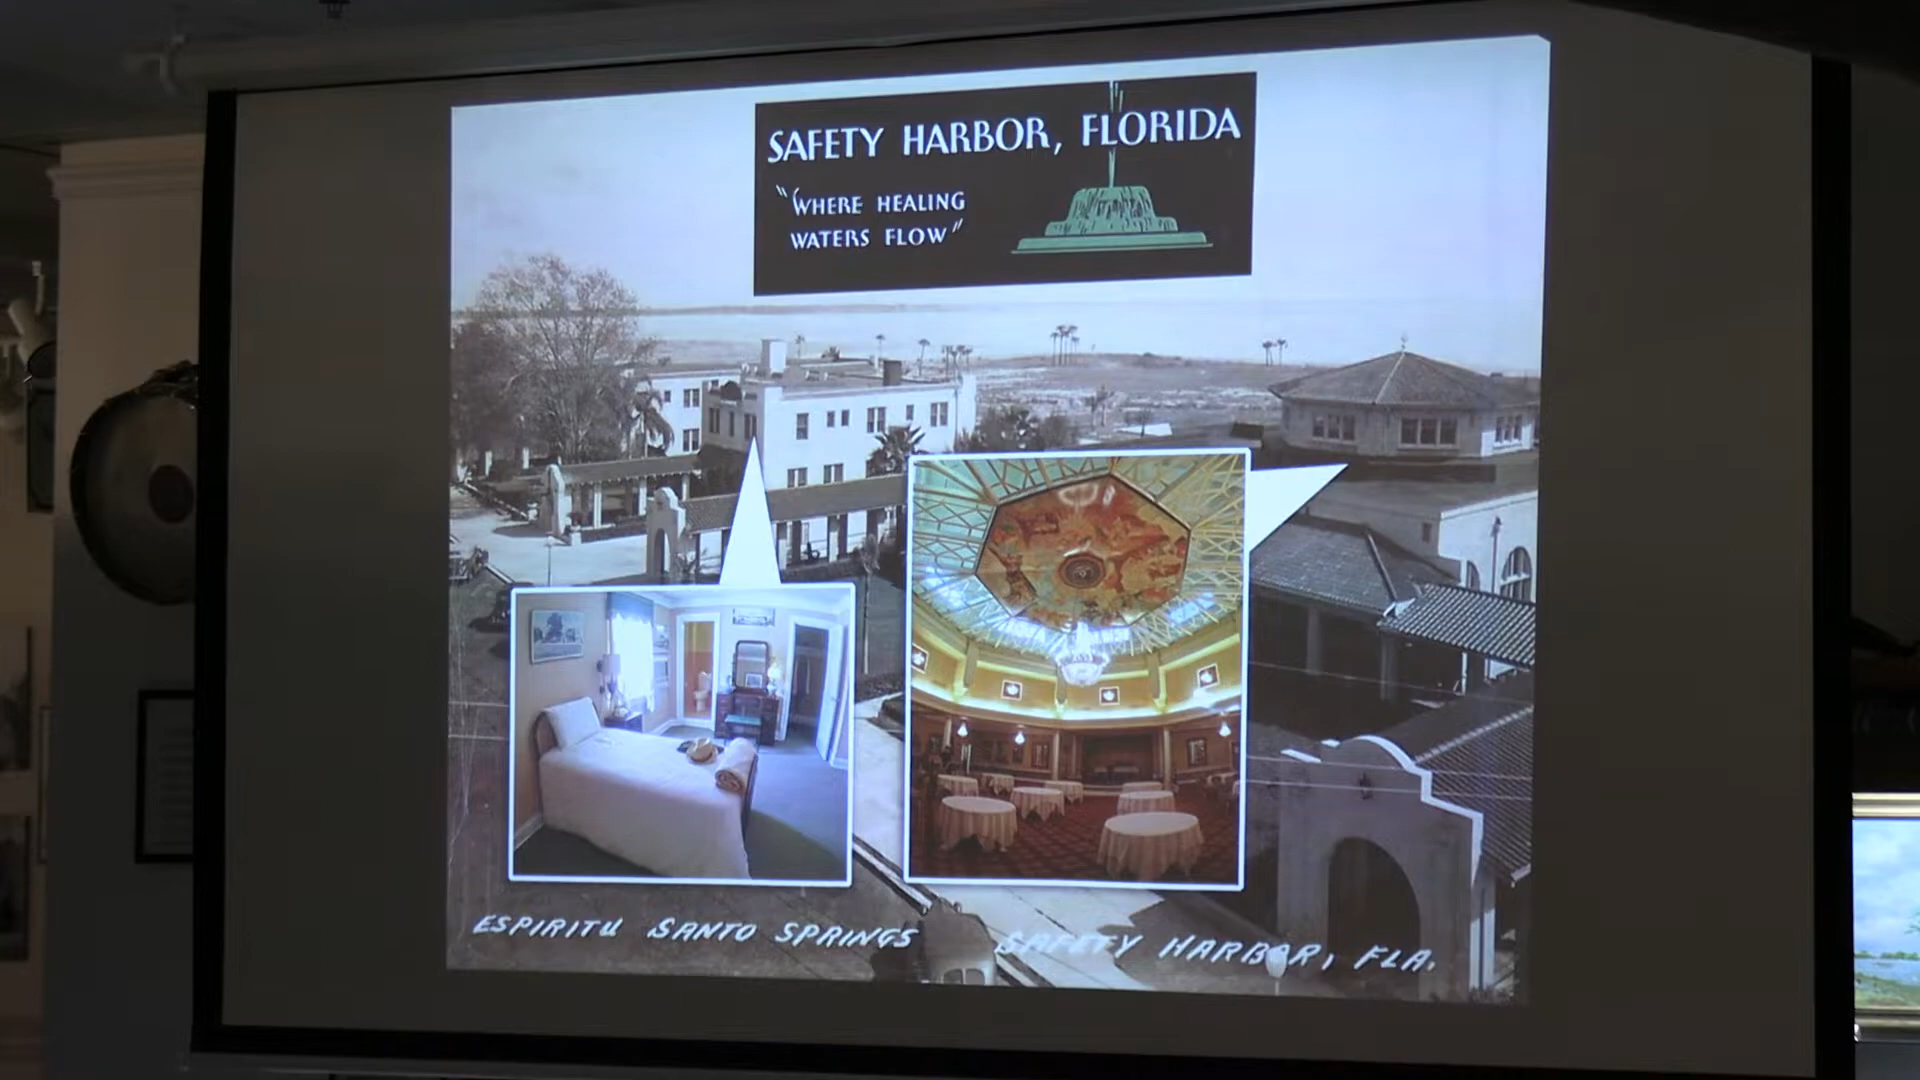 SAFETY HARBOR, FLORIDA
"WHERE HEALING
WATERS FLOW"
ESPIRITU SANTO SPRINGS SAFETY HARBOR, FLA.